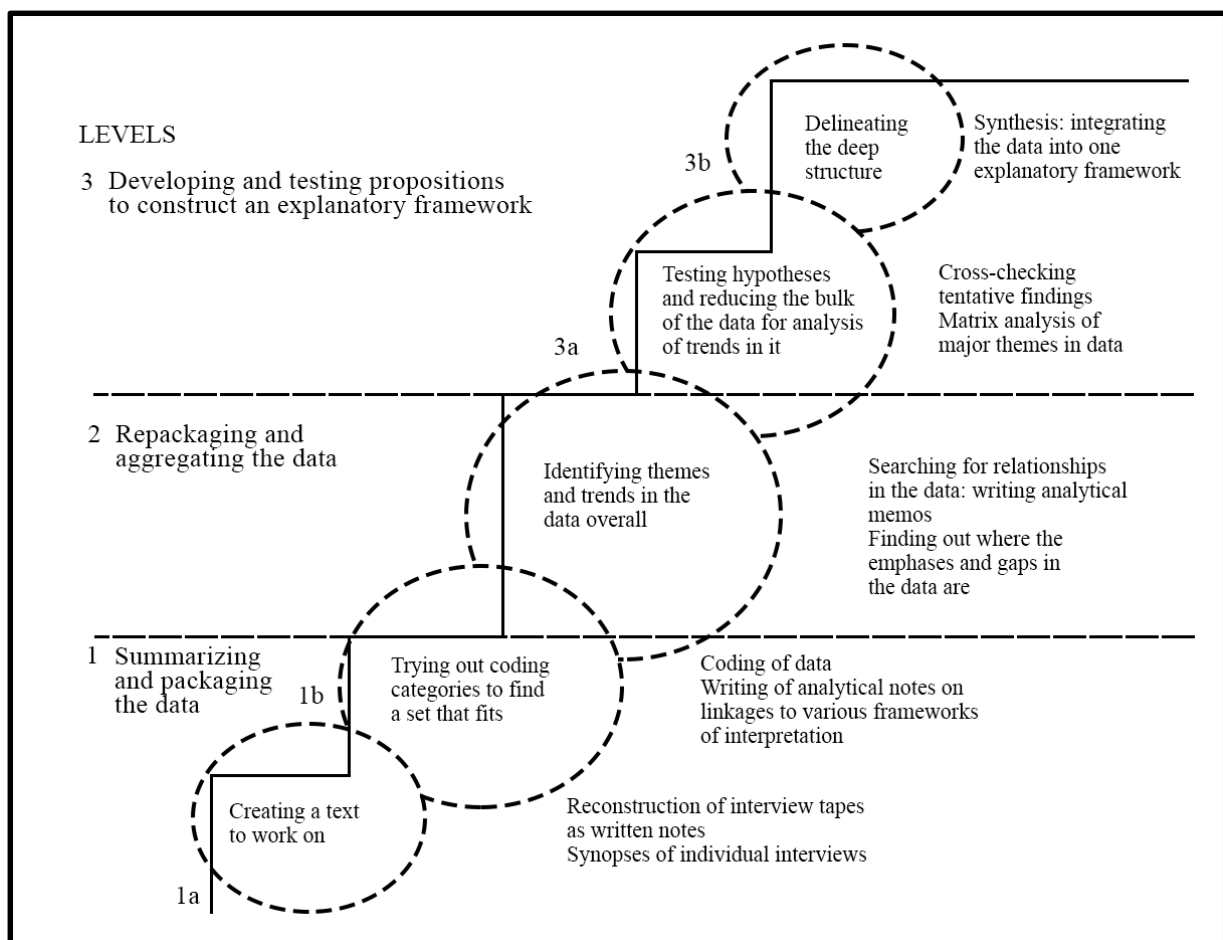 LEVELS
3 Developing and testing propositions
to construct an explanatory framework
3b
Delineating
the deep
structure
Synthesis: integrating
the data into one
explanatory framework
3a
Testing hypotheses
and reducing the bulk
of the data for analysis
of trends in it
Cross-checking
tentative findings
Matrix analysis of
major themes in data
2 Repackaging and
aggregating the data
Identifying themes
and trends in the
data overall
Searching for relationships
in the data: writing analytical
memos
Finding out where the
emphases and gaps in
the data are
1 Summarizing
and packaging
the data
1b
Trying out coding
categories to find
a set that fits
Coding of data
Writing of analytical notes on
linkages to various frameworks
of interpretation
1a
Creating a text
to work on
Reconstruction of interview tapes
as written notes
Synopses of individual interviews